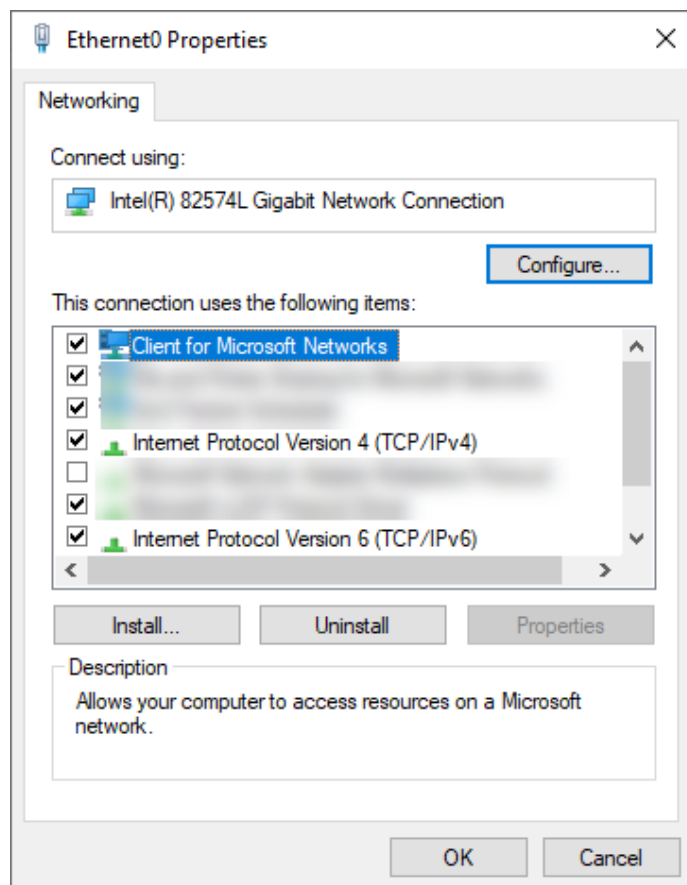 Ethernet0 Properties
Networking
Connect using:
Intel(R) 82574L Gigabit Network Connection
Configure...
This connection uses the following items:
Client for Microsoft Networks
Internet Protocol Version 4 (TCP/IPv4)
Internet Protocol Version 6 (TCP/IPv6)
Install...
Uninstall
Properties
Description
Allows your computer to access resources on a Microsoft
network.
OK
Cancel